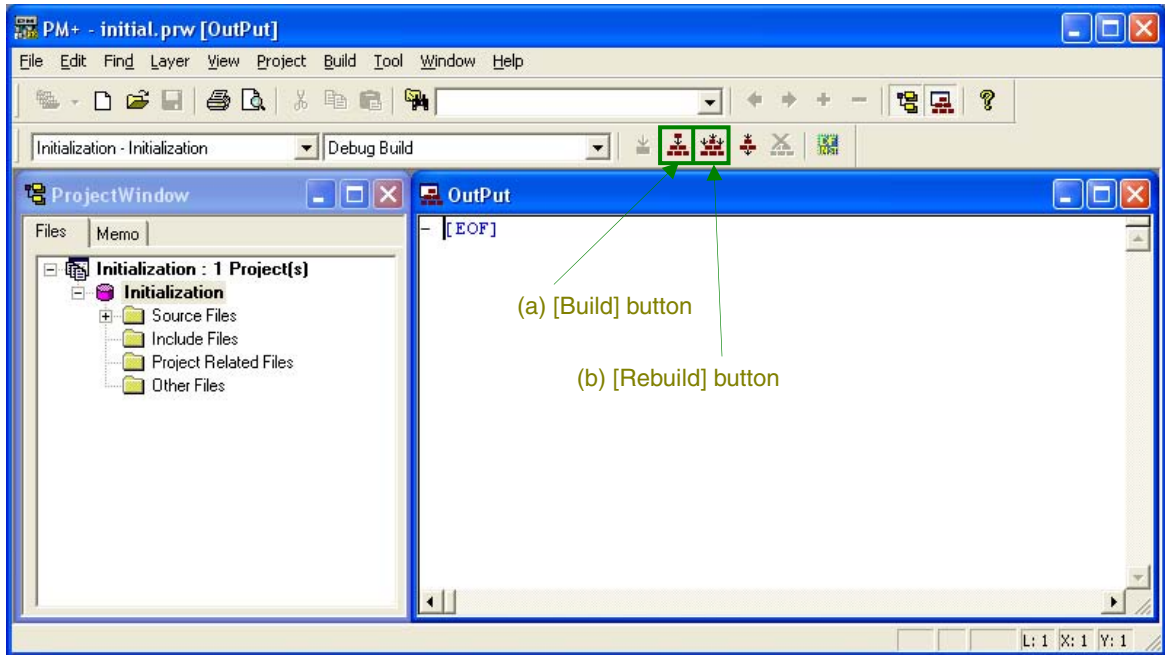 PM+ - initial.prw [OutPut]
File Edit Find Layer View Project Build Tool Window Help
Initialization - Initialization Debug Build
ProjectWindow
Files Memo
Initialization : 1 Project(s)
Initialization
Source Files
Include Files
Project Related Files
Other Files
OutPut
[EOF]
(a) [Build] button
(b) [Rebuild] button
L: 1 X: 1 Y: 1